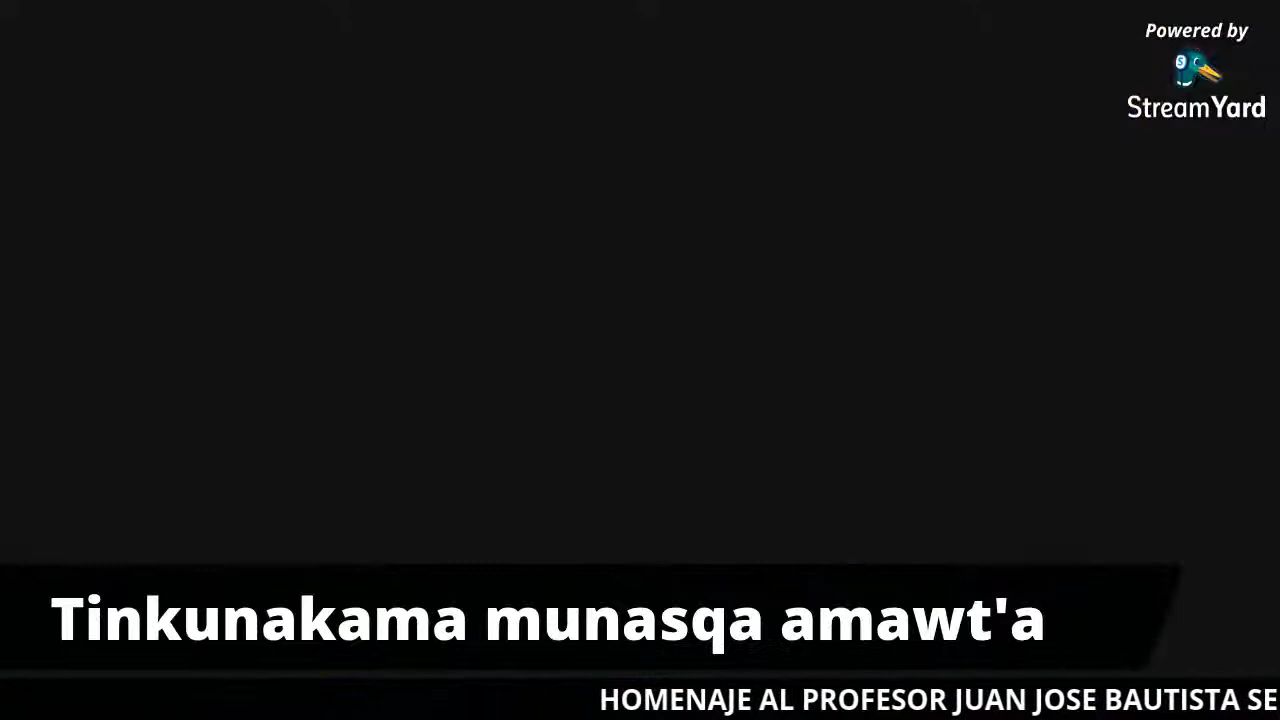 Powered by
StreamYard
Tinkunakama munasqa amawt'a
HOMENAJE AL PROFESOR JUAN JOSE BAUTISTA SE